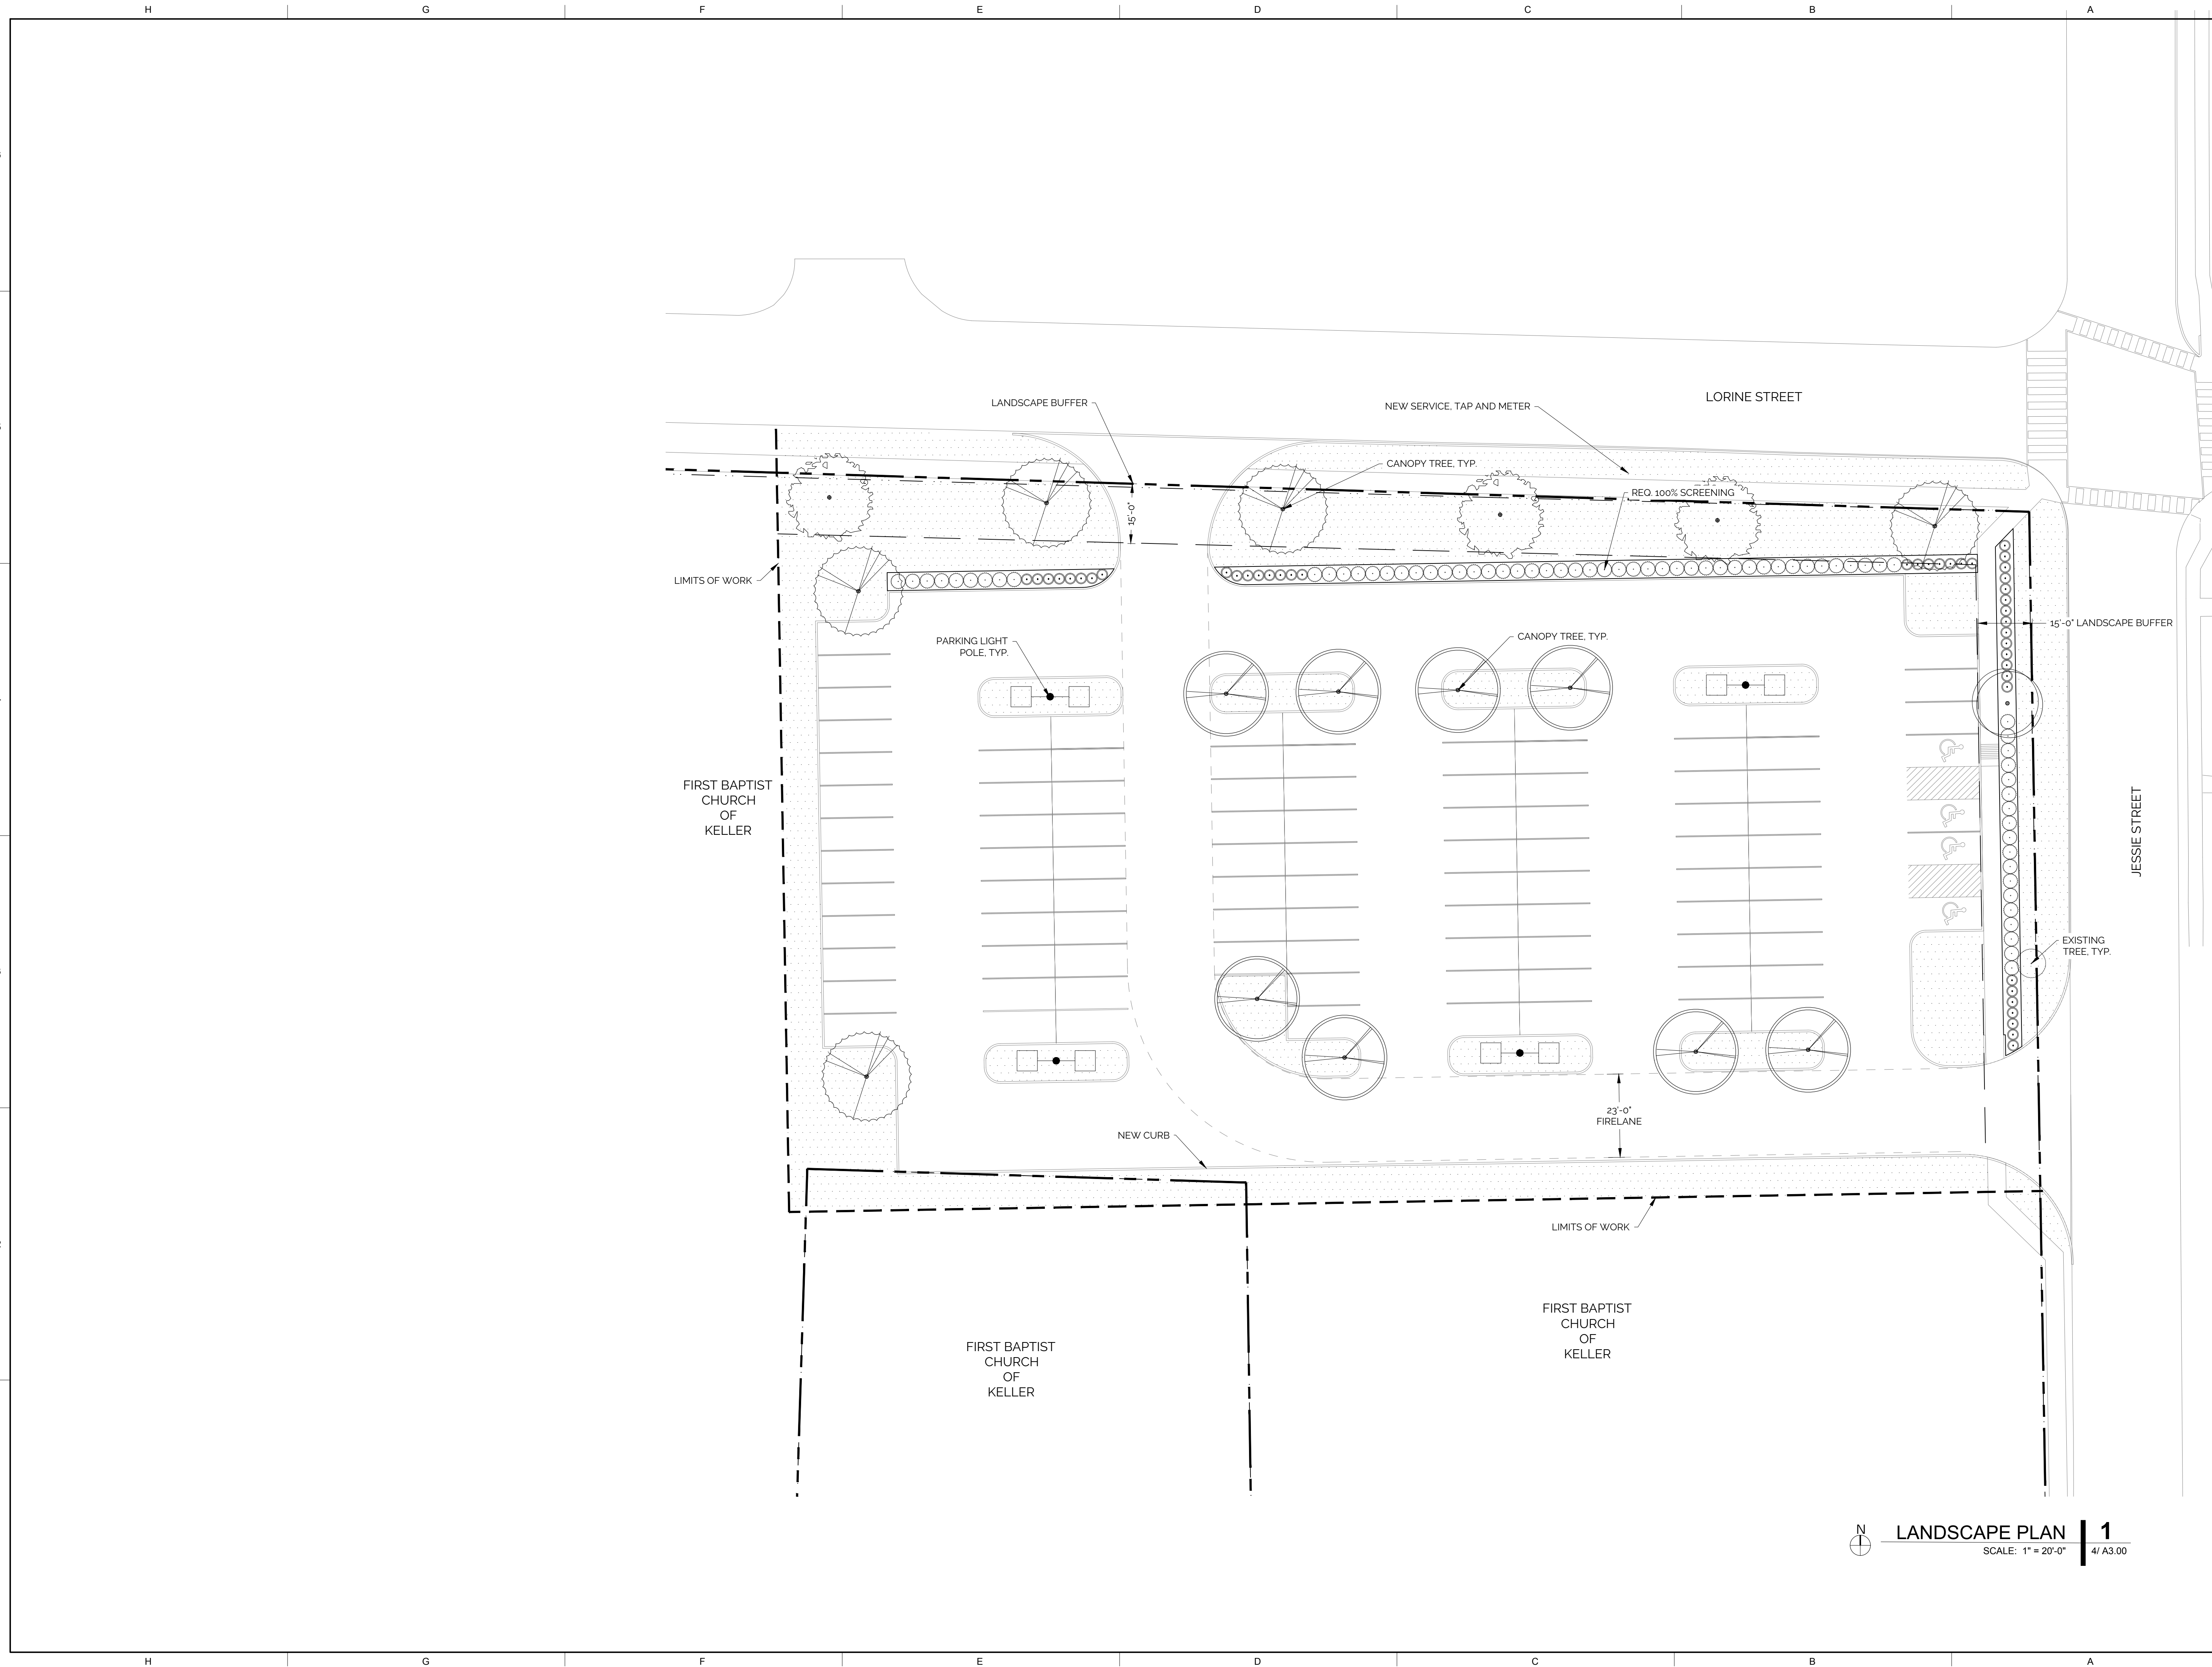 H G F E D C B A
LORINE STREET
LANDSCAPE BUFFER
NEW SERVICE, TAP AND METER
CANOPY TREE, TYP.
REQ. 100% SCREENING
15'-0"
LIMITS OF WORK
15'-0" LANDSCAPE BUFFER
PARKING LIGHT
POLE, TYP.
CANOPY TREE, TYP.
FIRST BAPTIST
CHURCH
OF
KELLER
JESSIE STREET
EXISTING
TREE, TYP.
23'-0"
FIRELANE
NEW CURB
LIMITS OF WORK
FIRST BAPTIST
CHURCH
OF
KELLER
FIRST BAPTIST
CHURCH
OF
KELLER
N
LANDSCAPE PLAN 1
SCALE: 1" = 20'-0" 4/ A3.00
H G F E D C B A